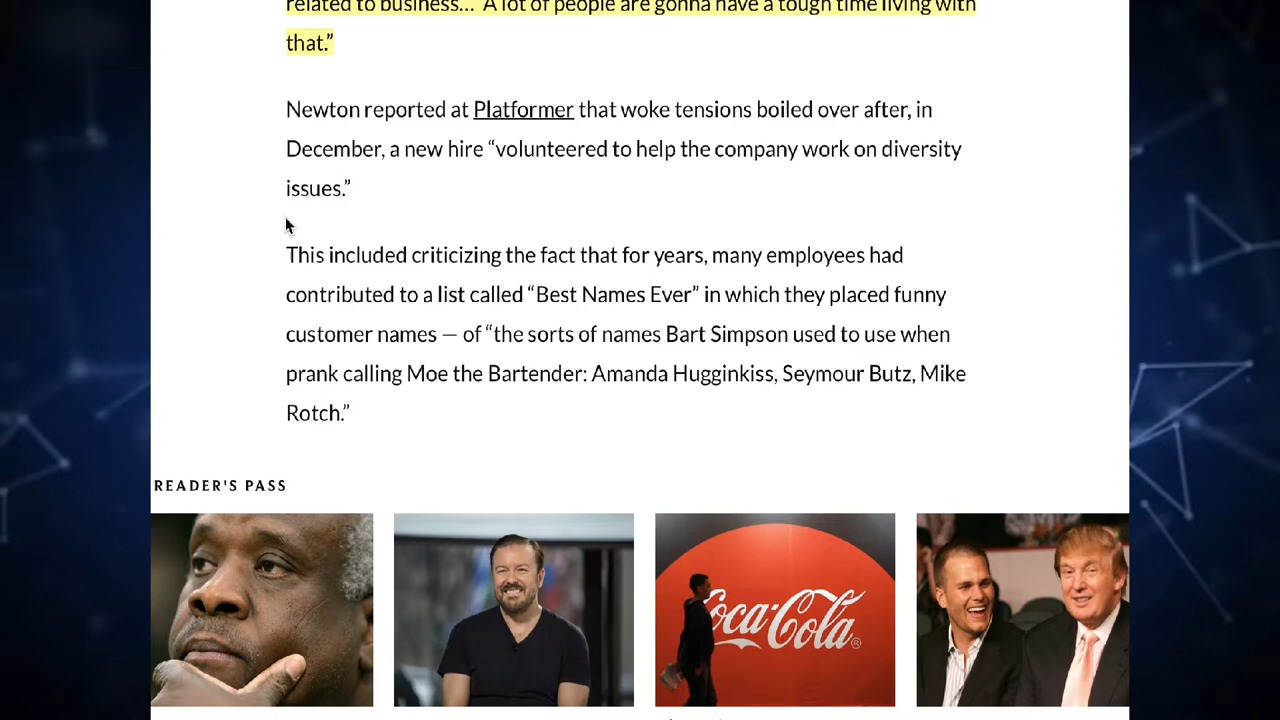 related to business… A lot of people are gonna have a tough time living with
that.”
Newton reported at Platformer that woke tensions boiled over after, in
December, a new hire “volunteered to help the company work on diversity
issues.”
This included criticizing the fact that for years, many employees had
contributed to a list called “Best Names Ever” in which they placed funny
customer names — of “the sorts of names Bart Simpson used to use when
prank calling Moe the Bartender: Amanda Hugginkiss, Seymour Butz, Mike
Rotch.”
READER'S PASS
Coca-Cola®